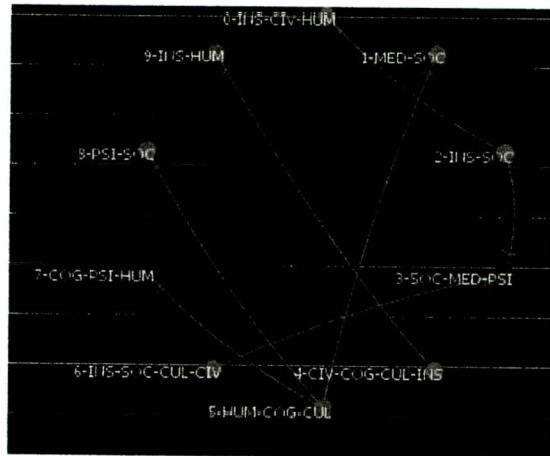 0-INS-CIV-HUM
9-INS-HUM
1-MED-SOC
8-PSI-SOC
2-INS-SOC
7-COG-PSI-HUM
3-SOC-MED-PSI
6-INS-SOC-CUL-CIV
4-CIV-COG-CUL-INS
5-HUM-COG-CUL